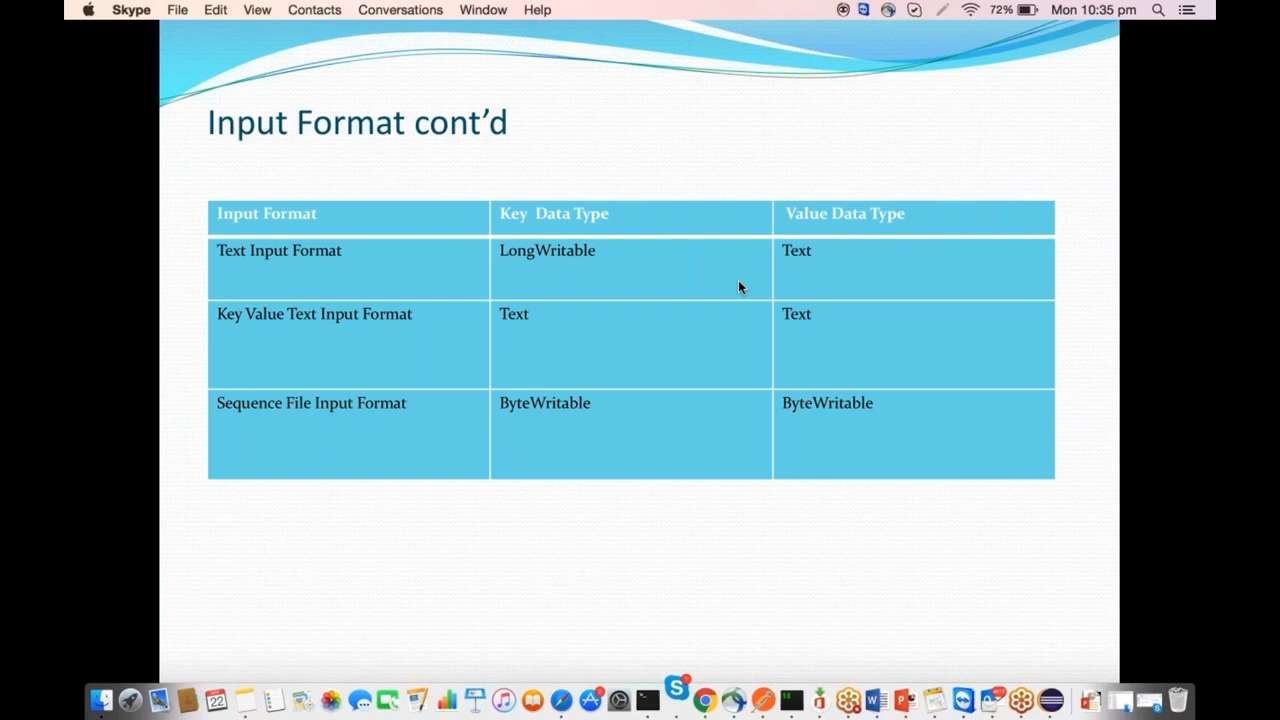 Skype File Edit View Contacts Conversations Window Help 72% Mon 10:35 pm
Input Format cont’d
Input Format Key Data Type Value Data Type
Text Input Format LongWritable Text
Key Value Text Input Format Text Text
Sequence File Input Format ByteWritable ByteWritable
22